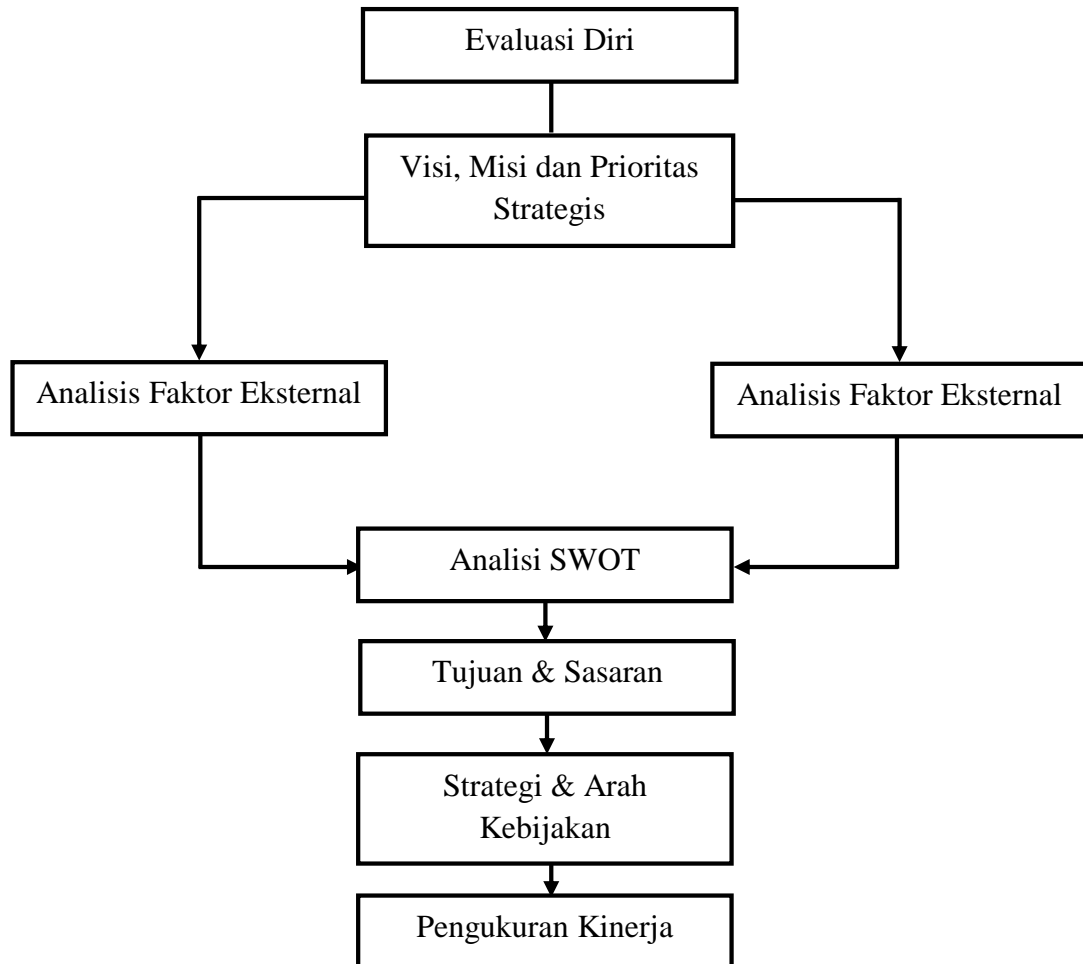 Evaluasi Diri
Visi, Misi dan Prioritas
Strategis
Analisis Faktor Eksternal
Analisis Faktor Eksternal
Analisi SWOT
Tujuan & Sasaran
Strategi & Arah
Kebijakan
Pengukuran Kinerja